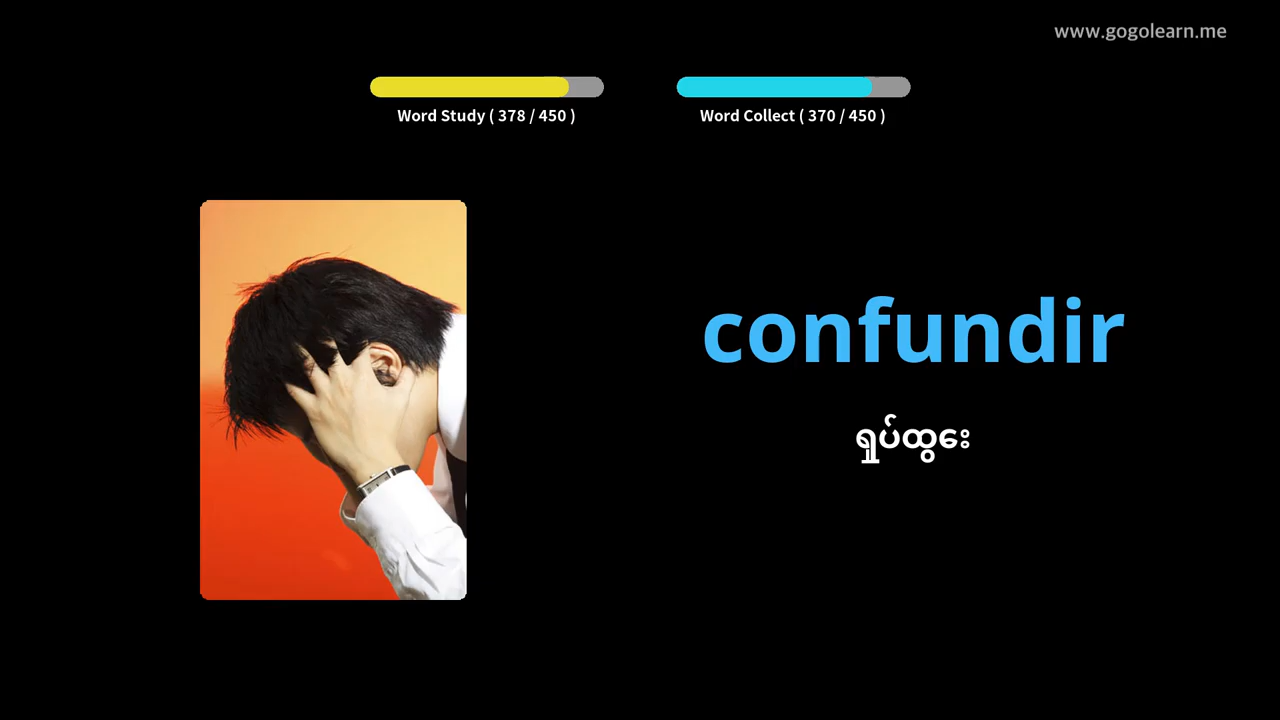 www.gogolearn.me
Word Study ( 378 / 450 )
Word Collect ( 370 / 450 )
confundir
ရှုပ်ထွေး